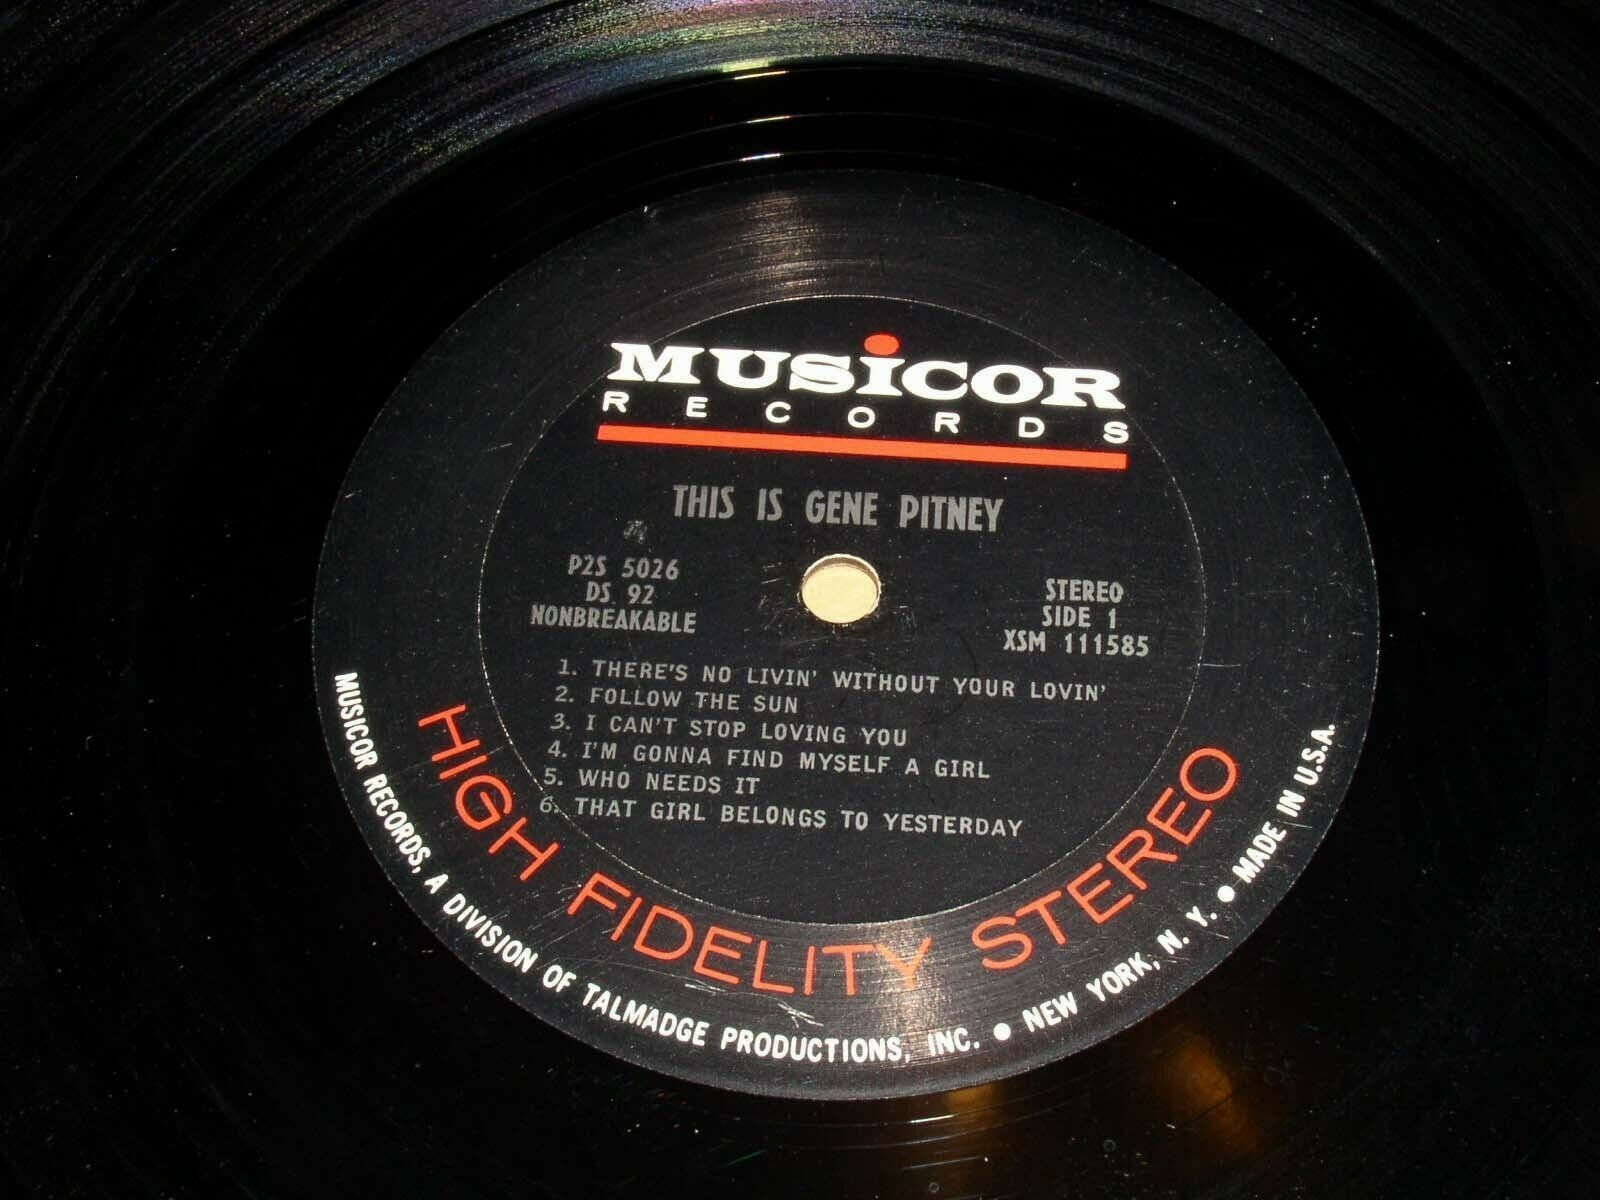 MUSICOR
RECORDS
THIS IS GENE PITNEY
P2S 5026
DS 92
NONBREAKABLE
STEREO
SIDE 1
XSM 111585
1. THERE'S NO LIVIN' WITHOUT YOUR LOVIN'
2. FOLLOW THE SUN
3. I CAN'T STOP LOVING YOU
4. I'M GONNA FIND MYSELF A GIRL
5. WHO NEEDS IT
6. THAT GIRL BELONGS TO YESTERDAY
HIGH FIDELITY STEREO
MUSICOR RECORDS, A DIVISION OF TALMADGE PRODUCTIONS, INC. ● NEW YORK, N. Y. ● MADE IN U.S.A.